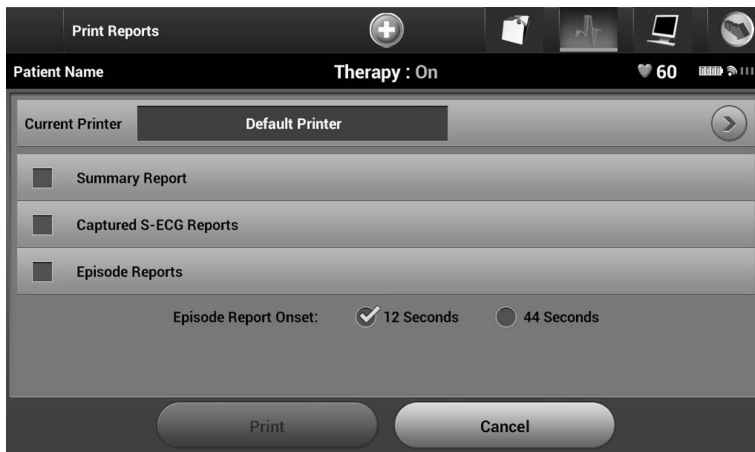 Print Reports
Patient Name Therapy : On 60
Current Printer Default Printer
Summary Report
Captured S-ECG Reports
Episode Reports
Episode Report Onset: 12 Seconds 44 Seconds
Print Cancel